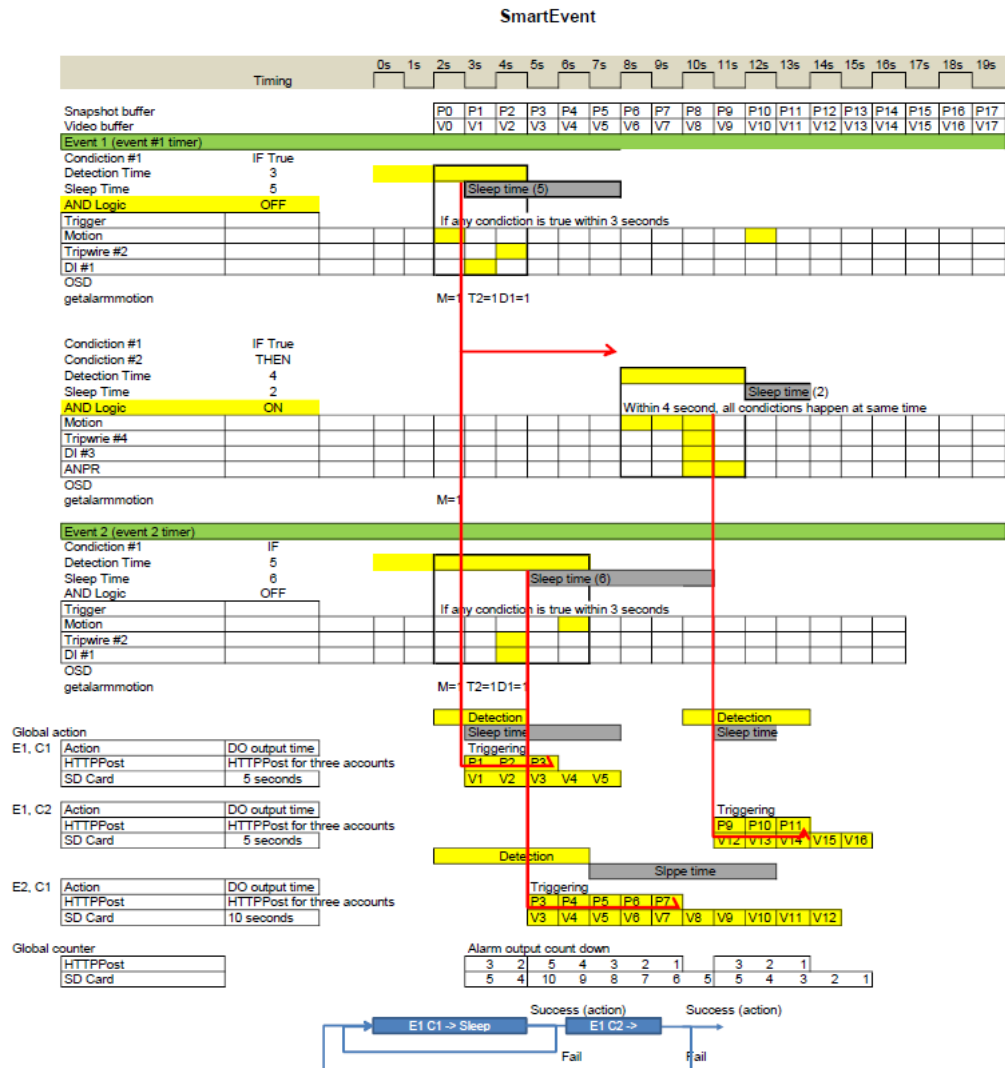 SmartEvent
0s 1s 2s 3s 4s 5s 6s 7s 8s 9s 10s 11s 12s 13s 14s 15s 16s 17s 18s 19s
Timing
Snapshot buffer P0 P1 P2 P3 P4 P5 P6 P7 P8 P9 P10 P11 P12 P13 P14 P15 P16 P17
Video buffer V0 V1 V2 V3 V4 V5 V6 V7 V8 V9 V10 V11 V12 V13 V14 V15 V16 V17
Event 1 (event #1 timer)
Condiction #1 IF True
Detection Time 3
Sleep Time 5 Sleep time (5)
AND Logic OFF
Trigger If any condiction is true within 3 seconds
Motion
Tripwire #2
DI #1
OSD
getalarmmotion M=1 T2=1 D1=1
Condiction #1 IF True
Condiction #2 THEN
Detection Time 4
Sleep Time 2 Sleep time (2)
AND Logic ON Within 4 second, all condictions happen at same time
Motion
Tripwrie #4
DI #3
ANPR
OSD
getalarmmotion M=1
Event 2 (event 2 timer)
Condiction #1 IF
Detection Time 5
Sleep Time 6 Sleep time (6)
AND Logic OFF
Trigger If any condiction is true within 3 seconds
Motion
Tripwire #2
DI #1
OSD
getalarmmotion M=1 T2=1 D1=1
Detection Detection
Global action Sleep time Sleep time
E1, C1 Action DO output time Triggering
HTTPPost HTTPPost for three accounts P1 P2 P3
SD Card 5 seconds V1 V2 V3 V4 V5
E1, C2 Action DO output time Triggering
HTTPPost HTTPPost for three accounts P9 P10 P11
SD Card 5 seconds V12 V13 V14 V15 V16
Detection
Slppe time
E2, C1 Action DO output time Triggering
HTTPPost HTTPPost for three accounts P3 P4 P5 P6 P7
SD Card 10 seconds V3 V4 V5 V6 V7 V8 V9 V10 V11 V12
Global counter Alarm output count down
HTTPPost 3 2 5 4 3 2 1 3 2 1
SD Card 5 4 10 9 8 7 6 5 5 4 3 2 1
Success (action) Success (action)
E1 C1 -> Sleep E1 C2 ->
Fail Fail